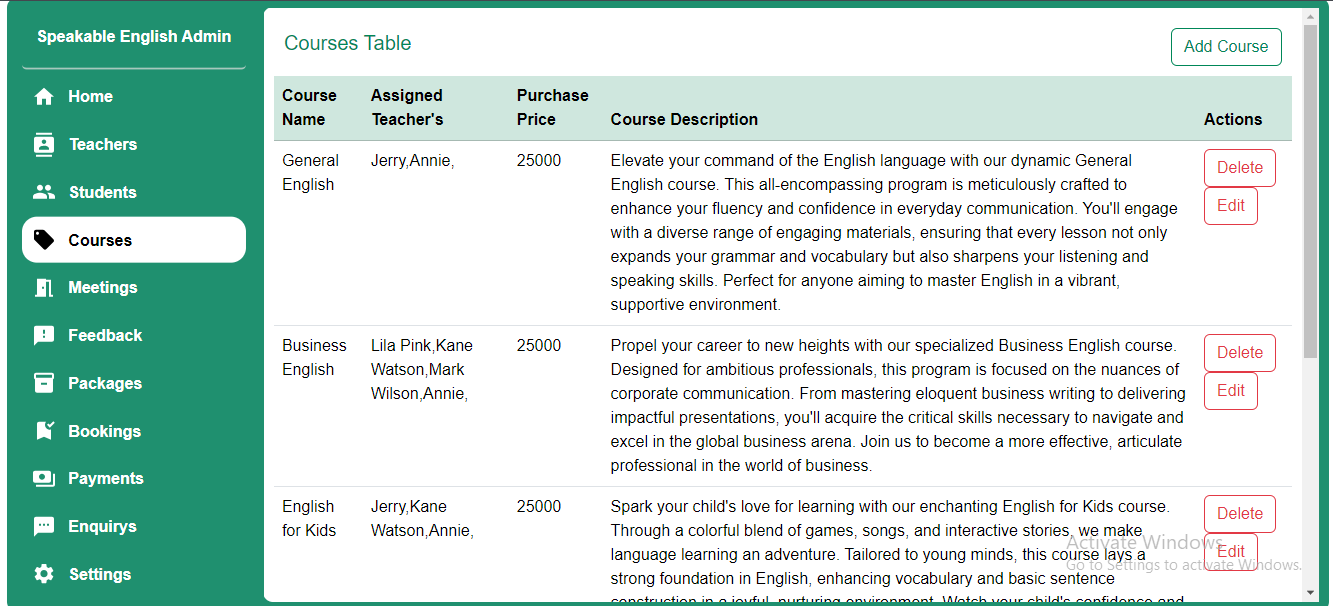 Speakable English Admin
Home
Teachers
Students
Courses
Meetings
Feedback
Packages
Bookings
Payments
Enquirys
Settings
Courses Table
Add Course
Course Name
Assigned Teacher's
Purchase Price
Course Description
Actions
General English
Jerry,Annie,
25000
Elevate your command of the English language with our dynamic General
English course. This all-encompassing program is meticulously crafted to
enhance your fluency and confidence in everyday communication. You'll engage
with a diverse range of engaging materials, ensuring that every lesson not only
expands your grammar and vocabulary but also sharpens your listening and
speaking skills. Perfect for anyone aiming to master English in a vibrant,
supportive environment.
Delete
Edit
Business English
Lila Pink,Kane
Watson,Mark
Wilson,Annie,
25000
Propel your career to new heights with our specialized Business English course.
Designed for ambitious professionals, this program is focused on the nuances of
corporate communication. From mastering eloquent business writing to delivering
impactful presentations, you'll acquire the critical skills necessary to navigate and
excel in the global business arena. Join us to become a more effective, articulate
professional in the world of business.
Delete
Edit
English for Kids
Jerry,Kane
Watson,Annie,
25000
Spark your child's love for learning with our enchanting English for Kids course.
Through a colorful blend of games, songs, and interactive stories, we make
language learning an adventure. Tailored to young minds, this course lays a
strong foundation in English, enhancing vocabulary and basic sentence
construction in a joyful, nurturing environment. Watch your child's confidence and
Delete
Edit
Activate Windows
Go to Settings to activate Windows.